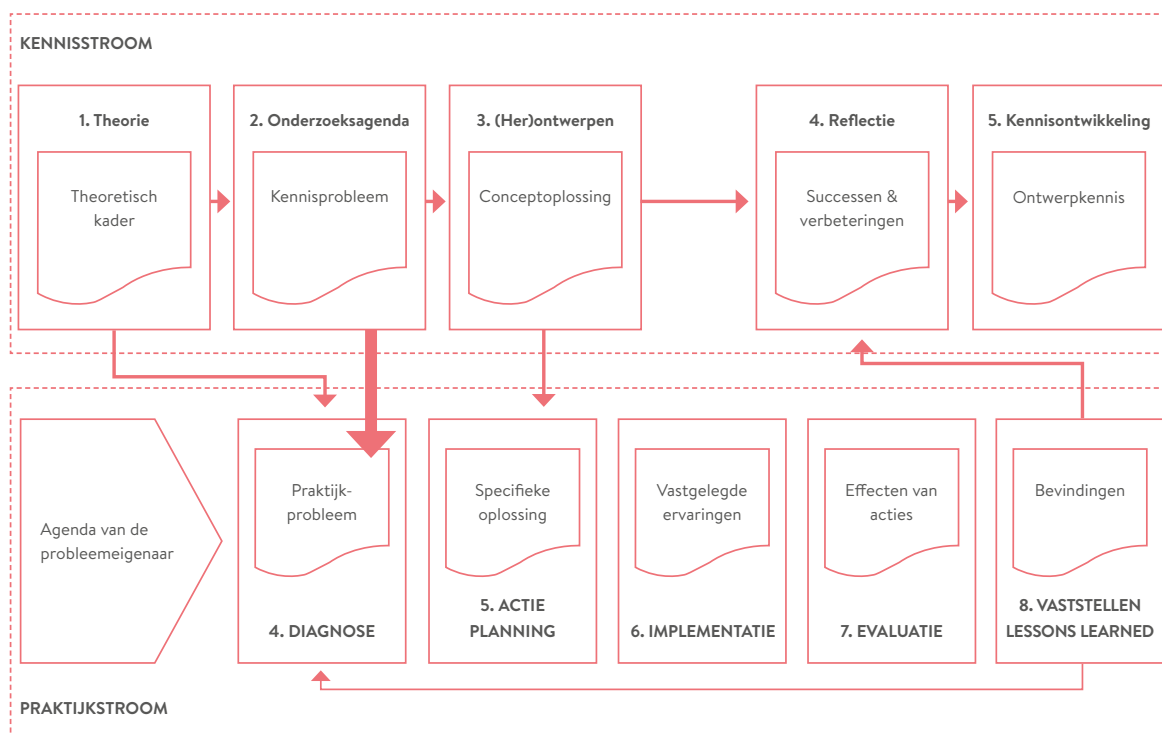 KENNISSTROOM
1. Theorie
Theoretisch
kader
2. Onderzoeksagenda
Kennisprobleem
3. (Her)ontwerpen
Conceptoplossing
4. Reflectie
Successen &
verbeteringen
5. Kennisontwikkeling
Ontwerpkennis
Agenda van de
probleemeigenaar
Praktijk-
probleem
4. DIAGNOSE
Specifieke
oplossing
5. ACTIE
PLANNING
Vastgelegde
ervaringen
6. IMPLEMENTATIE
Effecten van
acties
7. EVALUATIE
Bevindingen
8. VASTSTELLEN
LESSONS LEARNED
PRAKTIJKSTROOM